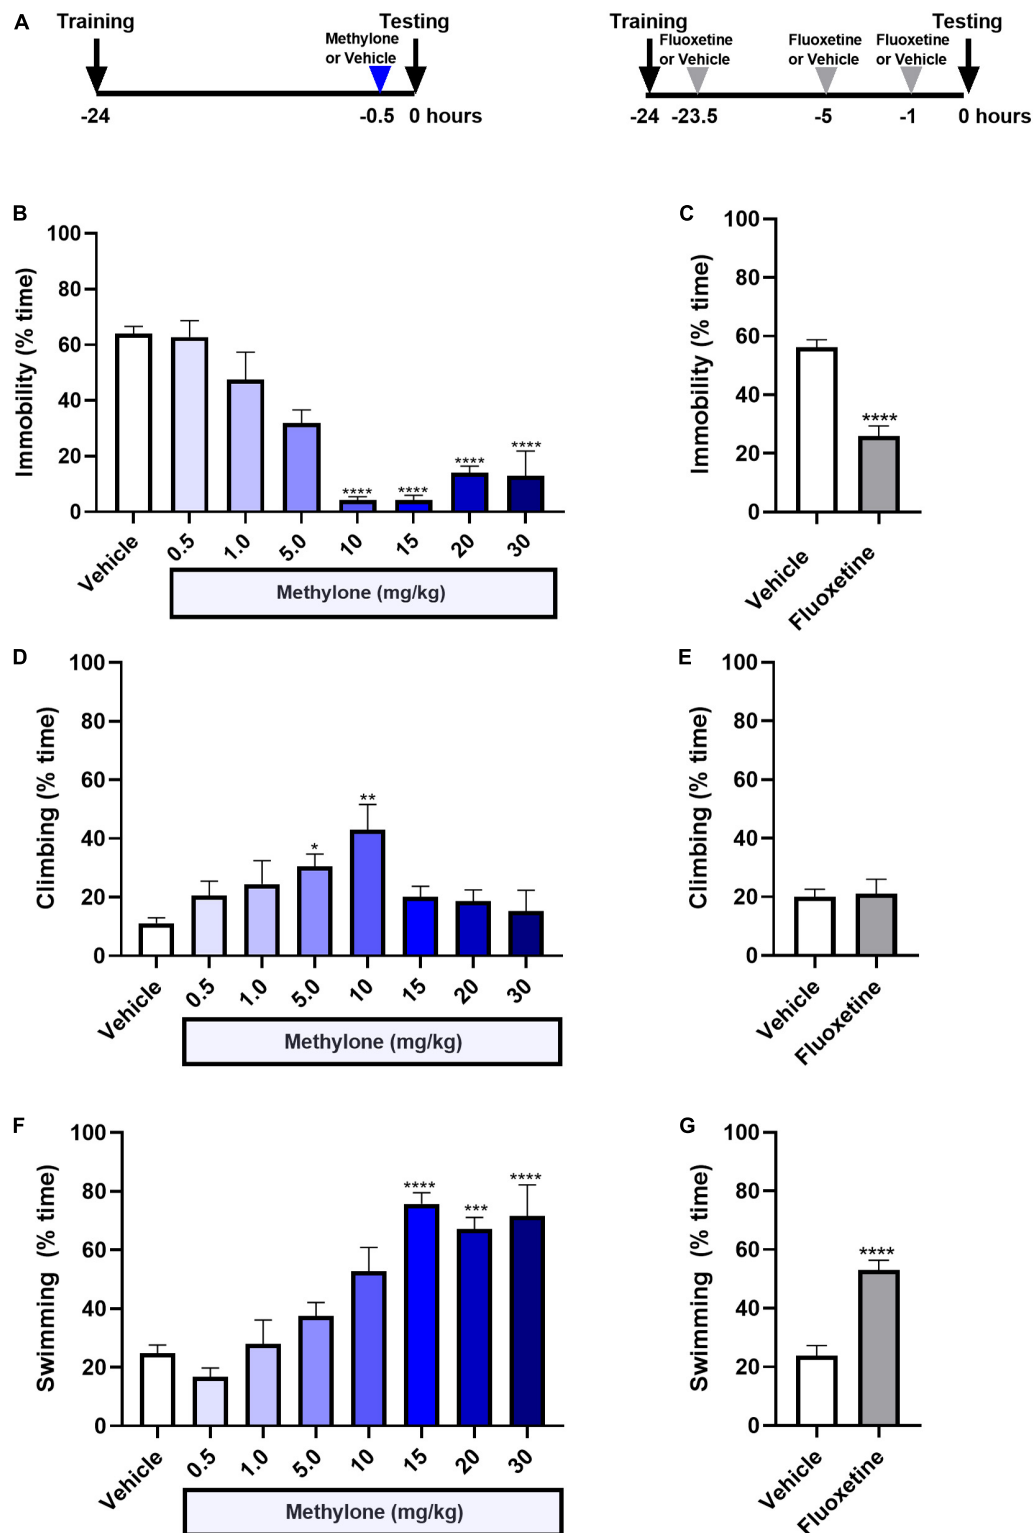 A
Training
Testing
Methylone
or Vehicle
-24
-0.5
0 hours
Training
Testing
Fluoxetine
or Vehicle
Fluoxetine
or Vehicle
Fluoxetine
or Vehicle
-24
-23.5
-5
-1
0 hours
B
Immobility (% time)
100
80
60
40
20
0
****
****
****
****
Vehicle
0.5
1.0
5.0
10
15
20
30
Methylone (mg/kg)
C
Immobility (% time)
100
80
60
40
20
0
****
Vehicle
Fluoxetine
D
Climbing (% time)
100
80
60
40
20
0
*
**
Vehicle
0.5
1.0
5.0
10
15
20
30
Methylone (mg/kg)
E
Climbing (% time)
100
80
60
40
20
0
Vehicle
Fluoxetine
F
Swimming (% time)
100
80
60
40
20
0
****
***
****
Vehicle
0.5
1.0
5.0
10
15
20
30
Methylone (mg/kg)
G
Swimming (% time)
100
80
60
40
20
0
****
Vehicle
Fluoxetine